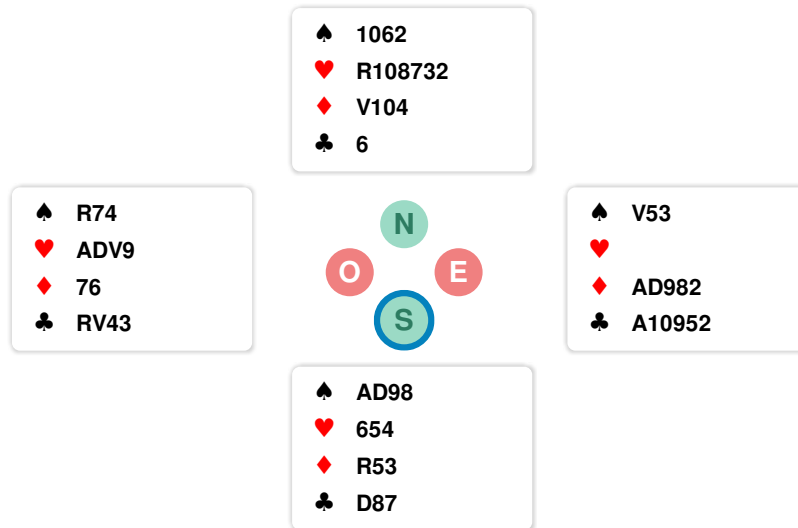 ♠ 1062
♥ R108732
♦ V104
♣ 6
♠ R74
♥ ADV9
♦ 76
♣ RV43
N
O E
S
♠ V53
♥
♦ AD982
♣ A10952
♠ AD98
♥ 654
♦ R53
♣ D87